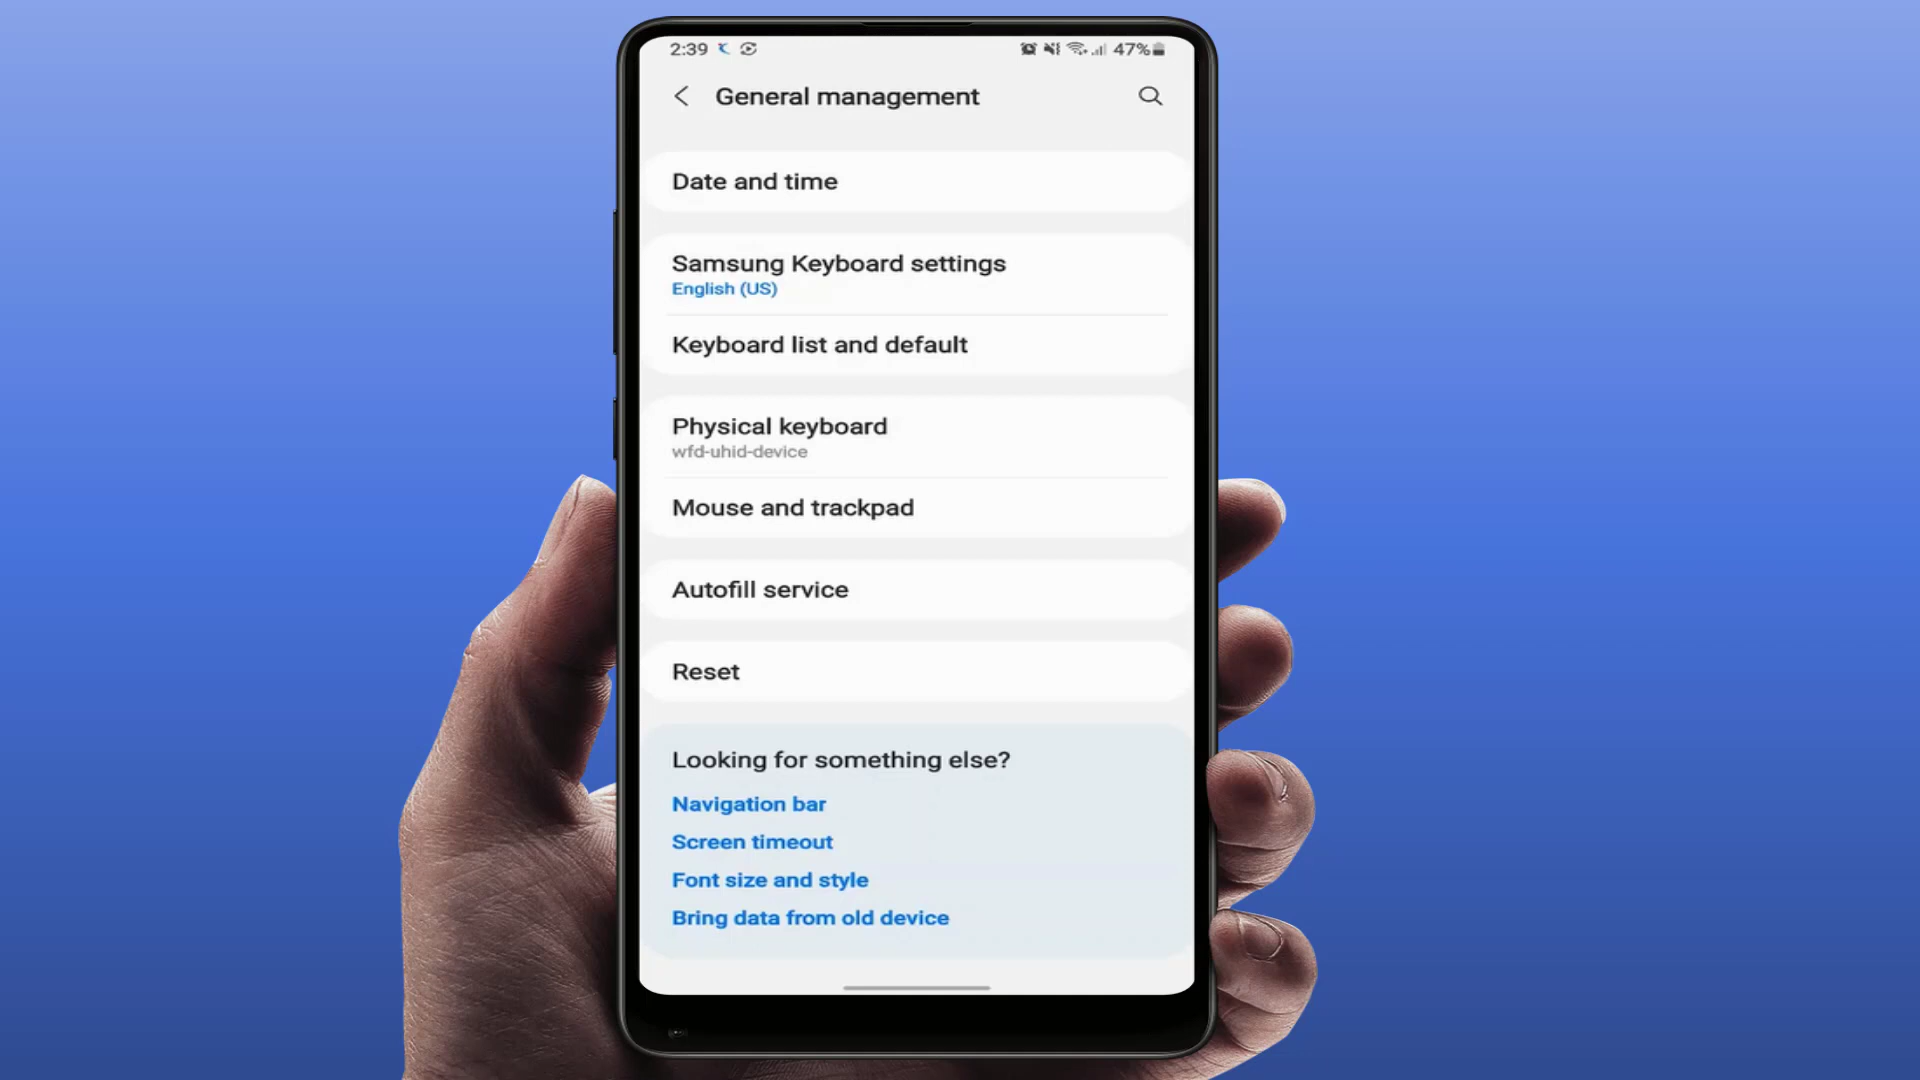 2:39 47%
General management
Date and time
Samsung Keyboard settings
English (US)
Keyboard list and default
Physical keyboard
wfd-uhid-device
Mouse and trackpad
Autofill service
Reset
Looking for something else?
Navigation bar
Screen timeout
Font size and style
Bring data from old device